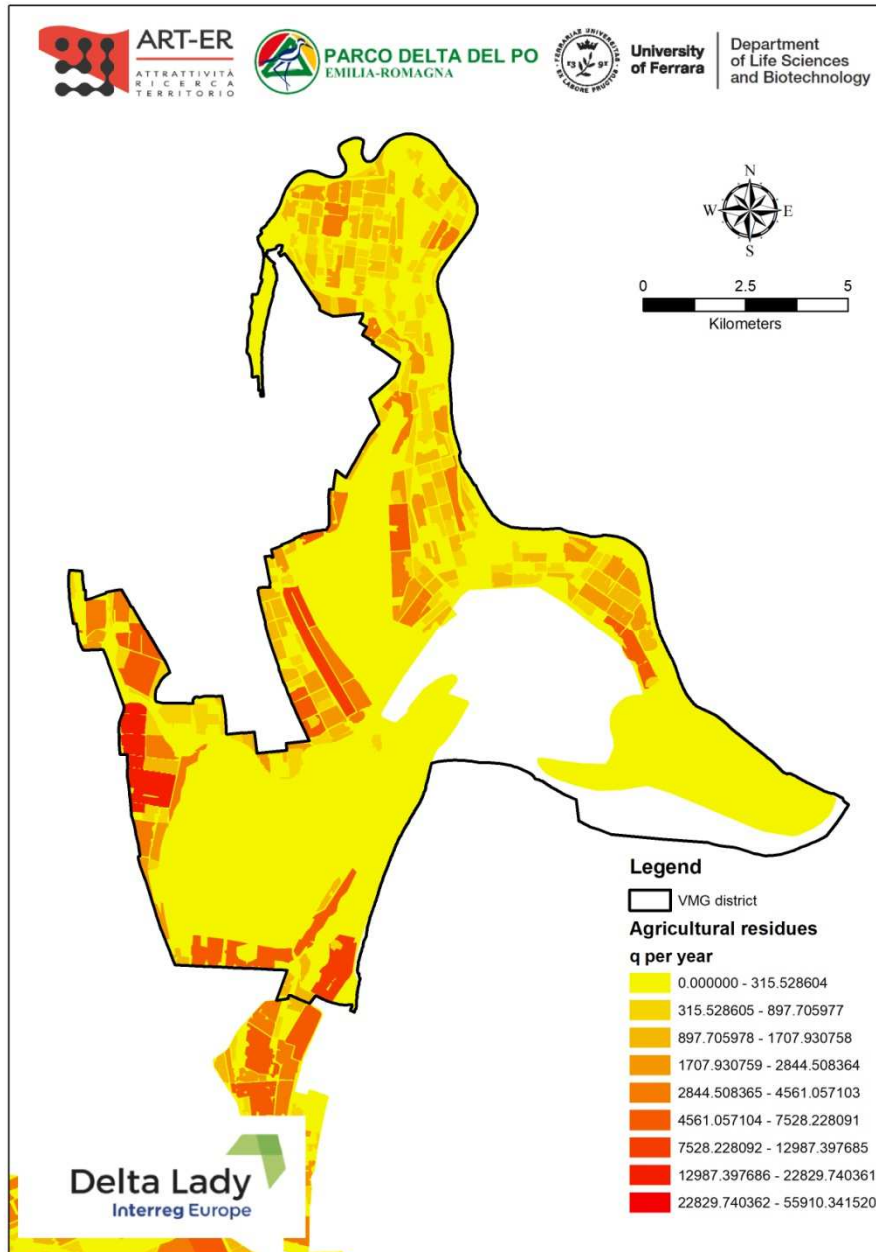 ART-ER
ATTRATTIVITÀ
RICERCA
TERRITORIO
PARCO DELTA DEL PO
EMILIA-ROMAGNA
University
of Ferrara
Department
of Life Sciences
and Biotechnology
N
W E
S
0 2.5 5
Kilometers
Legend
VMG district
Agricultural residues
q per year
0.000000 - 315.528604
315.528605 - 897.705977
897.705978 - 1707.930758
1707.930759 - 2844.508364
2844.508365 - 4561.057103
4561.057104 - 7528.228091
7528.228092 - 12987.397685
12987.397686 - 22829.740361
22829.740362 - 55910.341520
Delta Lady
Interreg Europe